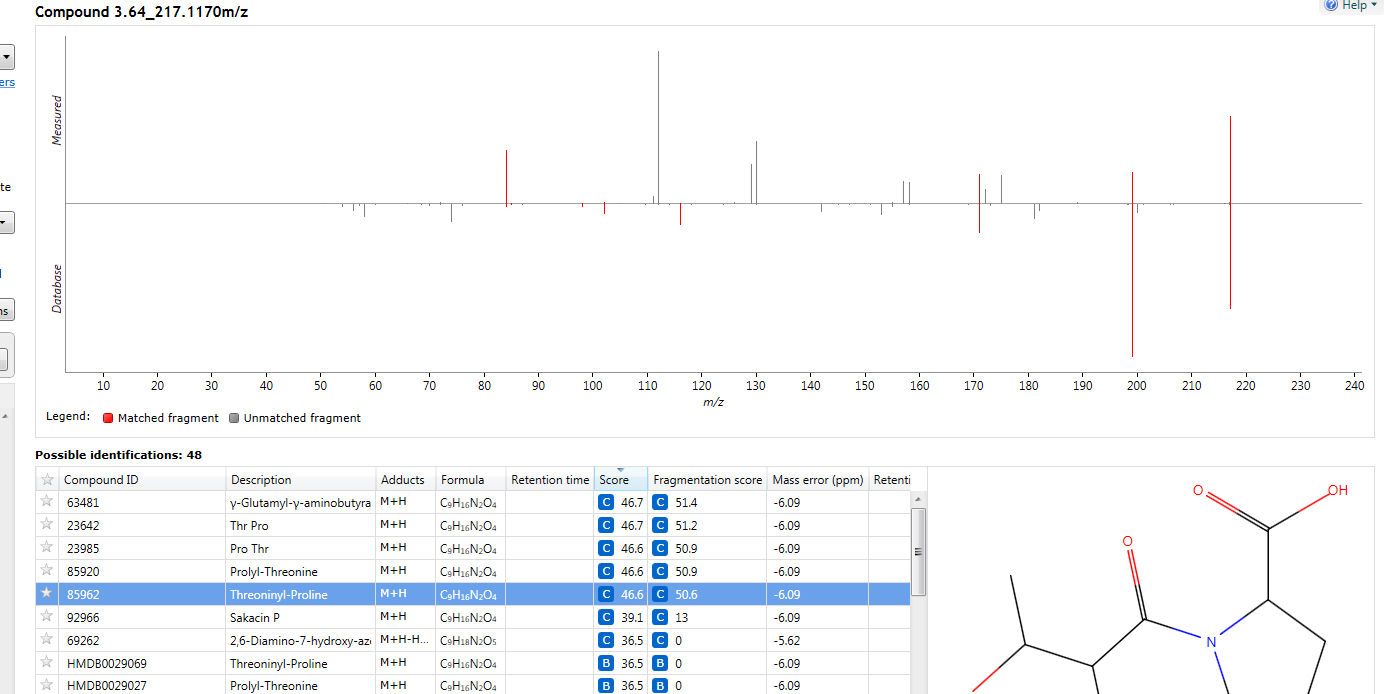 Compound 3.64_217.1170m/z
Help
ers
te
ns
Measured
Database
10 20 30 40 50 60 70 80 90 100 110 120 130 140 150 160 170 180 190 200 210 220 230 240
m/z
Legend: Matched fragment Unmatched fragment
Possible identifications: 48
Compound ID Description Adducts Formula Retention time Score Fragmentation score Mass error (ppm) Retenti
63481 γ-Glutamyl-γ-aminobutyra M+H C₉H₁₆N₂O₄ C 46.7 C 51.4 -6.09
23642 Thr Pro M+H C₉H₁₆N₂O₄ C 46.7 C 51.2 -6.09
23985 Pro Thr M+H C₉H₁₆N₂O₄ C 46.6 C 50.9 -6.09
85920 Prolyl-Threonine M+H C₉H₁₆N₂O₄ C 46.6 C 50.9 -6.09
85962 Threoninyl-Proline M+H C₉H₁₆N₂O₄ C 46.6 C 50.6 -6.09
92966 Sakacin P M+H C₉H₁₆N₂O₄ C 39.1 C 13 -6.09
69262 2,6-Diamino-7-hydroxy-aze M+H-H... C₉H₁₈N₂O₅ C 36.5 C 0 -5.62
HMDB0029069 Threoninyl-Proline M+H C₉H₁₆N₂O₄ B 36.5 B 0 -6.09
HMDB0029027 Prolyl-Threonine M+H C₉H₁₆N₂O₄ B 36.5 B 0 -6.09
O OH
O
N